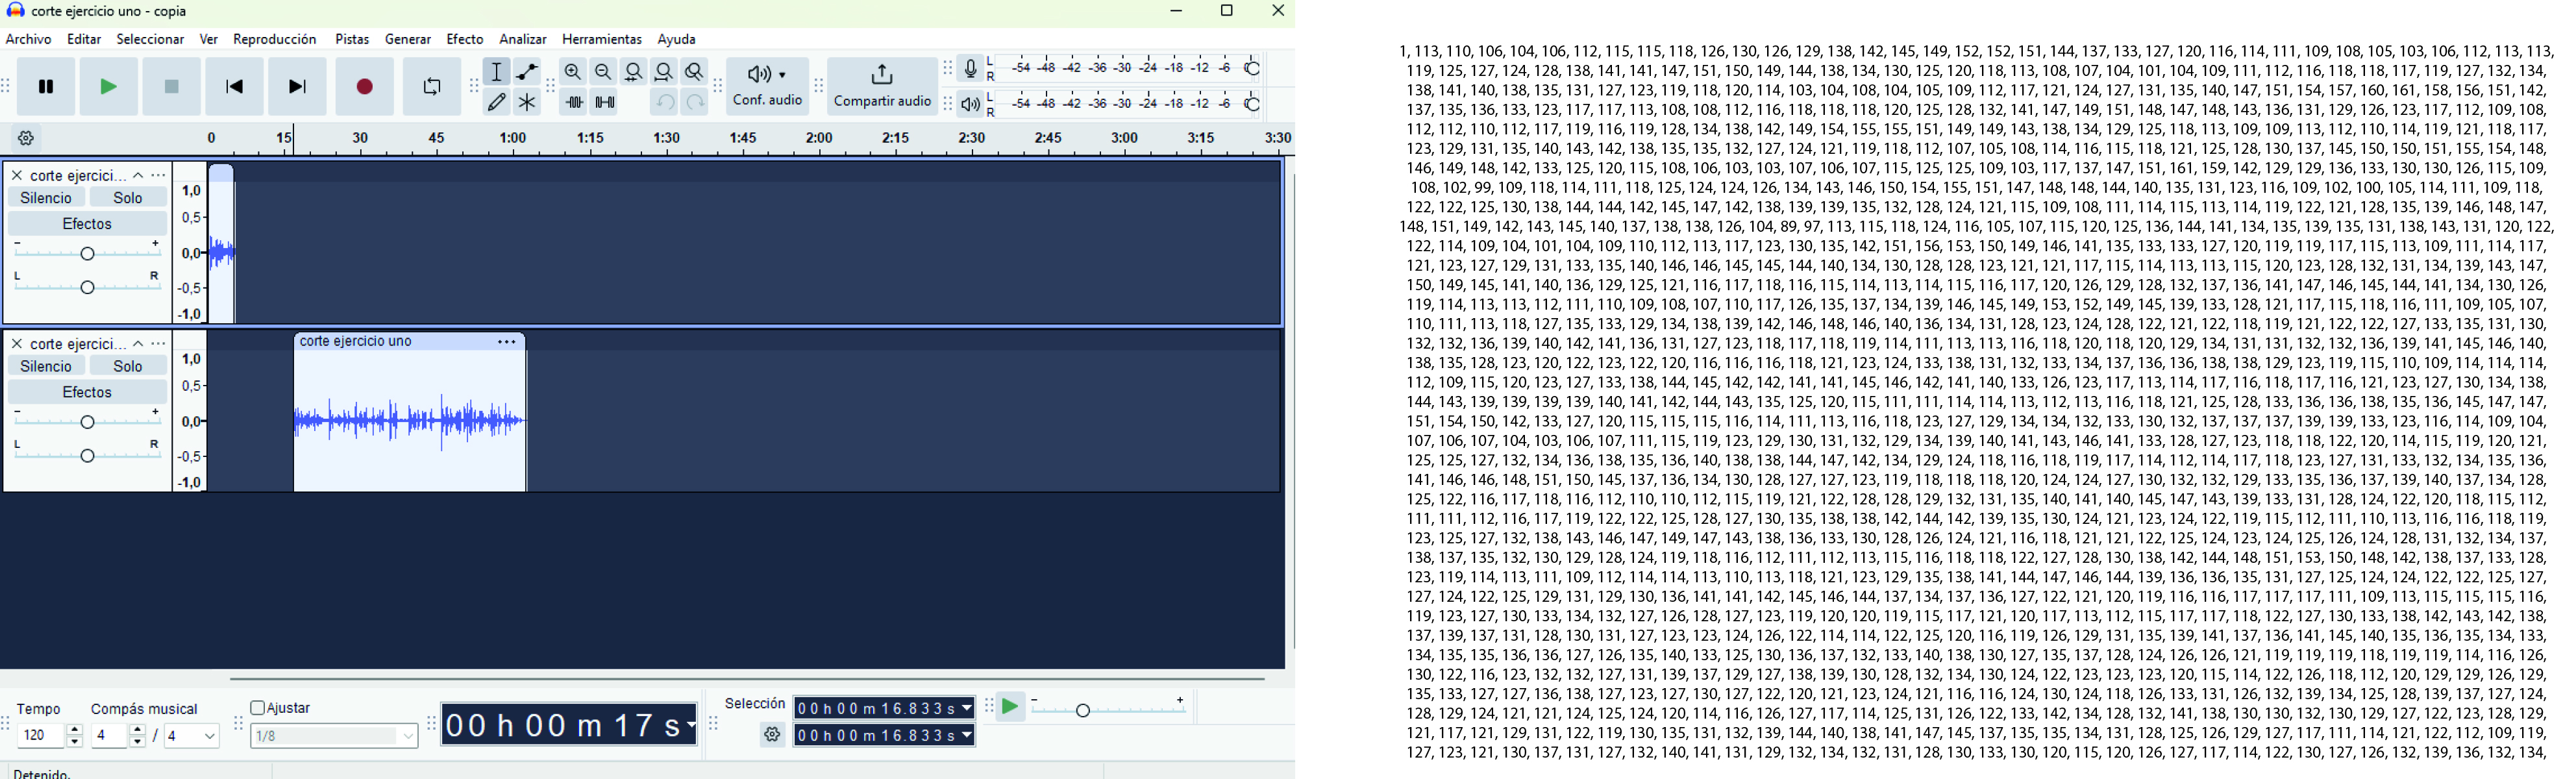 corte ejercicio uno - copia
Archivo Editar Seleccionar Ver Reproducción Pistas Generar Efecto Analizar Herramientas Ayuda
Conf. audio
Compartir audio
L
R
-54 -48 -42 -36 -30 -24 -18 -12 -6 0
L
R
-54 -48 -42 -36 -30 -24 -18 -12 -6 0
0 15 30 45 1:00 1:15 1:30 1:45 2:00 2:15 2:30 2:45 3:00 3:15 3:30
corte ejercici...
Silencio Solo
Efectos
- +
L R
1,0
0,5
0,0
-0,5
-1,0
corte ejercici...
Silencio Solo
Efectos
- +
L R
1,0
0,5
0,0
-0,5
-1,0
corte ejercicio uno
Tempo
120
Compás musical
4 / 4
Ajustar
1/8
00 h 00 m 17 s
Selección
00 h 00 m 16.833 s
00 h 00 m 16.833 s
- +
Detenido.
1, 113, 110, 106, 104, 106, 112, 115, 115, 118, 126, 130, 126, 129, 138, 142, 145, 149, 152, 152, 151, 144, 137, 133, 127, 120, 116, 114, 111, 109, 108, 105, 103, 106, 112, 113, 113,
119, 125, 127, 124, 128, 138, 141, 141, 147, 151, 150, 149, 144, 138, 134, 130, 125, 120, 118, 113, 108, 107, 104, 101, 104, 109, 111, 112, 116, 118, 118, 117, 119, 127, 132, 134,
138, 141, 140, 138, 135, 131, 127, 123, 119, 118, 120, 114, 103, 104, 108, 104, 105, 109, 112, 117, 121, 124, 127, 131, 135, 140, 147, 151, 154, 157, 160, 161, 158, 156, 151, 142,
137, 135, 136, 133, 123, 117, 117, 113, 108, 108, 112, 116, 118, 118, 118, 120, 125, 128, 132, 141, 147, 149, 151, 148, 147, 148, 143, 136, 131, 129, 126, 123, 117, 112, 109, 108,
112, 112, 110, 112, 117, 119, 116, 119, 128, 134, 138, 142, 149, 154, 155, 155, 151, 149, 149, 143, 138, 134, 129, 125, 118, 113, 109, 109, 113, 112, 110, 114, 119, 121, 118, 117,
123, 129, 131, 135, 140, 143, 142, 138, 135, 135, 132, 127, 124, 121, 119, 118, 112, 107, 105, 108, 114, 116, 115, 118, 121, 125, 128, 130, 137, 145, 150, 150, 151, 155, 154, 148,
146, 149, 148, 142, 133, 125, 120, 115, 108, 106, 103, 103, 107, 106, 107, 115, 125, 125, 109, 103, 117, 137, 147, 151, 161, 159, 142, 129, 129, 136, 133, 130, 130, 126, 115, 109,
108, 102, 99, 109, 118, 114, 111, 118, 125, 124, 124, 126, 134, 143, 146, 150, 154, 155, 151, 147, 148, 148, 144, 140, 135, 131, 123, 116, 109, 102, 100, 105, 114, 111, 109, 118,
122, 122, 125, 130, 138, 144, 144, 142, 145, 147, 142, 138, 139, 139, 135, 132, 128, 124, 121, 115, 109, 108, 111, 114, 115, 113, 114, 119, 122, 121, 128, 135, 139, 146, 148, 147,
148, 151, 149, 142, 143, 145, 140, 137, 138, 138, 126, 104, 89, 97, 113, 115, 118, 124, 116, 105, 107, 115, 120, 125, 136, 144, 141, 134, 135, 139, 135, 131, 138, 143, 131, 120, 122,
122, 114, 109, 104, 101, 104, 109, 110, 112, 113, 117, 123, 130, 135, 142, 151, 156, 153, 150, 149, 146, 141, 135, 133, 133, 127, 120, 119, 119, 117, 115, 113, 109, 111, 114, 117,
121, 123, 127, 129, 131, 133, 135, 140, 146, 146, 145, 145, 144, 140, 134, 130, 128, 128, 123, 121, 121, 117, 115, 114, 113, 113, 115, 120, 123, 128, 132, 131, 134, 139, 143, 147,
150, 149, 145, 141, 140, 136, 129, 125, 121, 116, 117, 118, 116, 115, 114, 113, 114, 115, 116, 117, 120, 126, 129, 128, 132, 137, 136, 141, 147, 146, 145, 144, 141, 134, 130, 126,
119, 114, 113, 113, 112, 111, 110, 109, 108, 107, 110, 117, 126, 135, 137, 134, 139, 146, 145, 149, 153, 152, 149, 145, 139, 133, 128, 121, 117, 115, 118, 116, 111, 109, 105, 107,
110, 111, 113, 118, 127, 135, 133, 129, 134, 138, 139, 142, 146, 148, 146, 140, 136, 134, 131, 128, 123, 124, 128, 122, 121, 122, 118, 119, 121, 122, 122, 127, 133, 135, 131, 130,
132, 132, 136, 139, 140, 142, 141, 136, 131, 127, 123, 118, 117, 118, 119, 114, 111, 113, 113, 116, 118, 120, 118, 120, 129, 134, 131, 131, 132, 132, 136, 139, 141, 145, 146, 140,
138, 135, 128, 123, 120, 122, 123, 122, 120, 116, 116, 116, 118, 121, 123, 124, 133, 138, 131, 132, 133, 134, 137, 136, 136, 138, 138, 129, 123, 119, 115, 110, 109, 114, 114, 114,
112, 109, 115, 120, 123, 127, 133, 138, 144, 145, 142, 142, 141, 141, 145, 146, 142, 141, 140, 133, 126, 123, 117, 113, 114, 117, 116, 118, 117, 116, 121, 123, 127, 130, 134, 138,
144, 143, 139, 139, 139, 139, 140, 141, 142, 144, 143, 135, 125, 120, 115, 111, 111, 114, 114, 113, 112, 113, 116, 118, 121, 125, 128, 133, 136, 136, 138, 135, 136, 145, 147, 147,
151, 154, 150, 142, 133, 127, 120, 115, 115, 115, 116, 114, 111, 113, 116, 118, 123, 127, 129, 134, 134, 132, 133, 130, 132, 137, 137, 137, 139, 139, 133, 123, 116, 114, 109, 104,
107, 106, 107, 104, 103, 106, 107, 111, 115, 119, 123, 129, 130, 131, 132, 129, 134, 139, 140, 141, 143, 146, 141, 133, 128, 127, 123, 118, 118, 122, 120, 114, 115, 119, 120, 121,
125, 125, 127, 132, 134, 136, 138, 135, 136, 140, 138, 138, 144, 147, 142, 134, 129, 124, 118, 116, 118, 119, 117, 114, 112, 114, 117, 118, 123, 127, 131, 133, 132, 134, 135, 136,
141, 146, 146, 148, 151, 150, 145, 137, 136, 134, 130, 128, 127, 127, 123, 119, 118, 118, 118, 120, 124, 124, 127, 130, 132, 132, 129, 133, 135, 136, 137, 139, 140, 137, 134, 128,
125, 122, 116, 117, 118, 116, 112, 110, 110, 112, 115, 119, 121, 122, 128, 128, 129, 132, 131, 135, 140, 141, 140, 145, 147, 143, 139, 133, 131, 128, 124, 122, 120, 118, 115, 112,
111, 111, 112, 116, 117, 119, 122, 122, 125, 128, 127, 130, 135, 138, 138, 142, 144, 142, 139, 135, 130, 124, 121, 123, 124, 122, 119, 115, 112, 111, 110, 113, 116, 116, 118, 119,
123, 125, 127, 132, 138, 143, 146, 147, 149, 147, 143, 138, 136, 133, 130, 128, 126, 124, 121, 116, 118, 121, 121, 122, 125, 124, 123, 124, 125, 126, 124, 128, 131, 132, 134, 137,
138, 137, 135, 132, 130, 129, 128, 124, 119, 118, 116, 112, 111, 112, 113, 115, 116, 118, 118, 122, 127, 128, 130, 138, 142, 144, 148, 151, 153, 150, 148, 142, 138, 137, 133, 128,
123, 119, 114, 113, 111, 109, 112, 114, 114, 113, 110, 113, 118, 121, 123, 129, 135, 138, 141, 144, 147, 146, 144, 139, 136, 136, 135, 131, 127, 125, 124, 124, 122, 122, 125, 127,
127, 124, 122, 125, 129, 131, 129, 130, 136, 141, 141, 142, 145, 146, 144, 137, 134, 137, 136, 127, 122, 121, 120, 119, 116, 116, 117, 117, 117, 111, 109, 113, 115, 115, 115, 116,
119, 123, 127, 130, 133, 134, 132, 127, 126, 128, 127, 123, 119, 120, 120, 119, 115, 117, 121, 120, 117, 113, 112, 115, 117, 117, 118, 122, 127, 130, 133, 138, 142, 143, 142, 138,
137, 139, 137, 131, 128, 130, 131, 127, 123, 123, 124, 126, 122, 114, 114, 122, 125, 120, 116, 119, 126, 129, 131, 135, 139, 141, 137, 136, 141, 145, 140, 135, 136, 135, 134, 133,
134, 135, 135, 136, 136, 127, 126, 135, 140, 133, 125, 130, 136, 137, 132, 133, 140, 138, 130, 127, 135, 137, 128, 124, 126, 126, 121, 119, 119, 119, 118, 119, 119, 114, 116, 126,
130, 122, 116, 123, 132, 132, 127, 131, 139, 137, 129, 127, 138, 139, 130, 128, 132, 134, 130, 124, 122, 123, 123, 123, 120, 115, 114, 122, 126, 118, 112, 120, 129, 129, 126, 129,
135, 133, 127, 127, 136, 138, 127, 123, 127, 130, 127, 122, 120, 121, 123, 124, 121, 116, 116, 124, 130, 124, 118, 126, 133, 131, 126, 132, 139, 134, 125, 128, 139, 137, 127, 124,
128, 129, 124, 121, 121, 124, 125, 124, 120, 114, 116, 126, 127, 117, 114, 125, 131, 126, 122, 133, 142, 134, 128, 132, 141, 138, 130, 130, 132, 130, 129, 127, 122, 123, 128, 129,
121, 117, 121, 129, 131, 122, 119, 130, 135, 131, 132, 139, 144, 140, 138, 141, 147, 145, 137, 135, 135, 134, 131, 128, 125, 126, 129, 127, 117, 111, 114, 121, 122, 112, 109, 119,
127, 123, 121, 130, 137, 131, 127, 132, 140, 141, 131, 129, 132, 134, 132, 131, 128, 130, 133, 130, 120, 115, 120, 126, 127, 117, 114, 122, 130, 127, 126, 132, 139, 136, 132, 134,